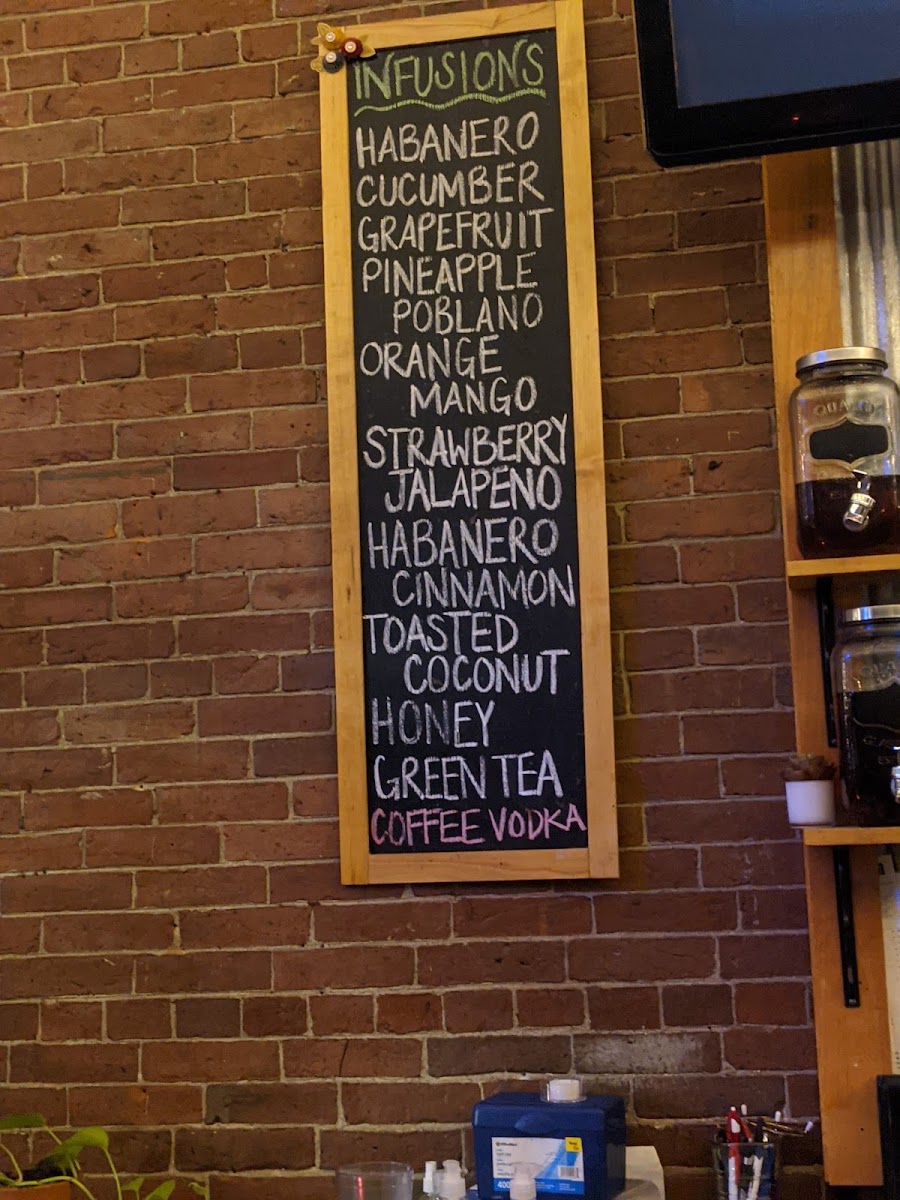 INFUSIONS
HABANERO
CUCUMBER
GRAPEFRUIT
PINEAPPLE
POBLANO
ORANGE
MANGO
STRAWBERRY
JALAPENO
HABANERO
CINNAMON
TOASTED
COCONUT
HONEY
GREEN TEA
COFFEE VODKA
400